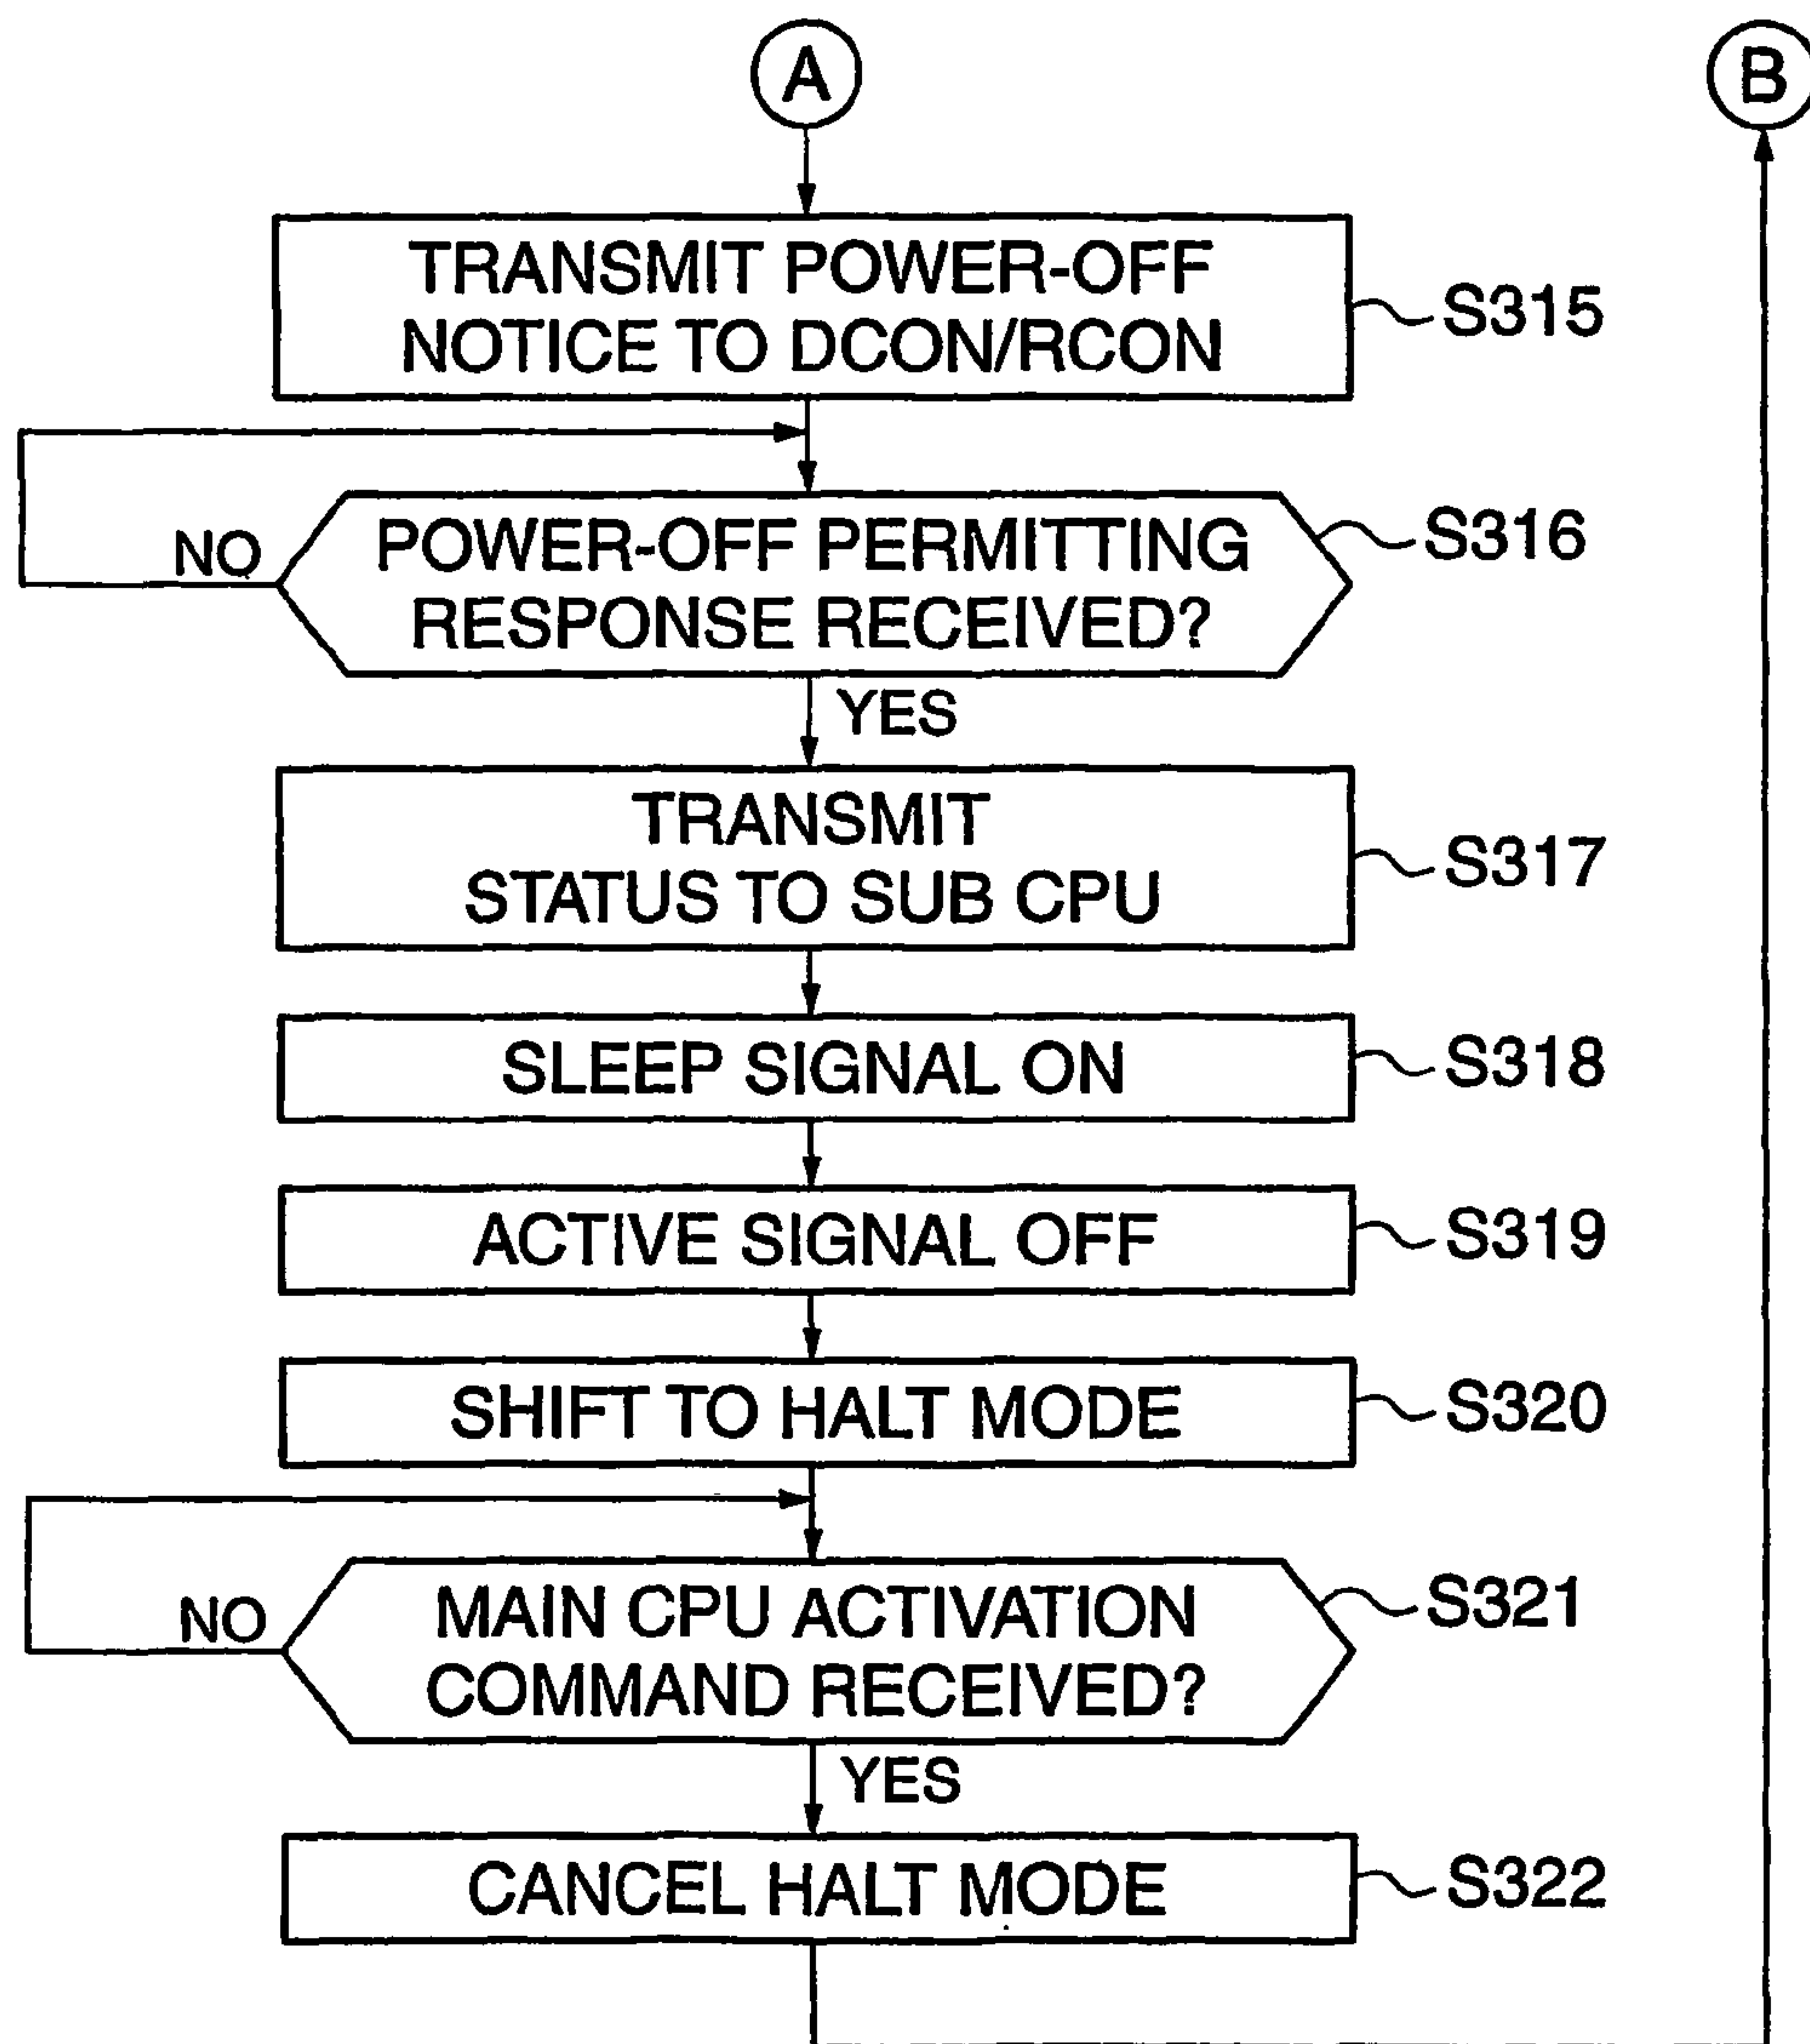 A
B
TRANSMIT POWER-OFF
NOTICE TO DCON/RCON
S315
POWER-OFF PERMITTING
RESPONSE RECEIVED?
S316
NO
YES
TRANSMIT
STATUS TO SUB CPU
S317
SLEEP SIGNAL ON
S318
ACTIVE SIGNAL OFF
S319
SHIFT TO HALT MODE
S320
MAIN CPU ACTIVATION
COMMAND RECEIVED?
S321
NO
YES
CANCEL HALT MODE
S322